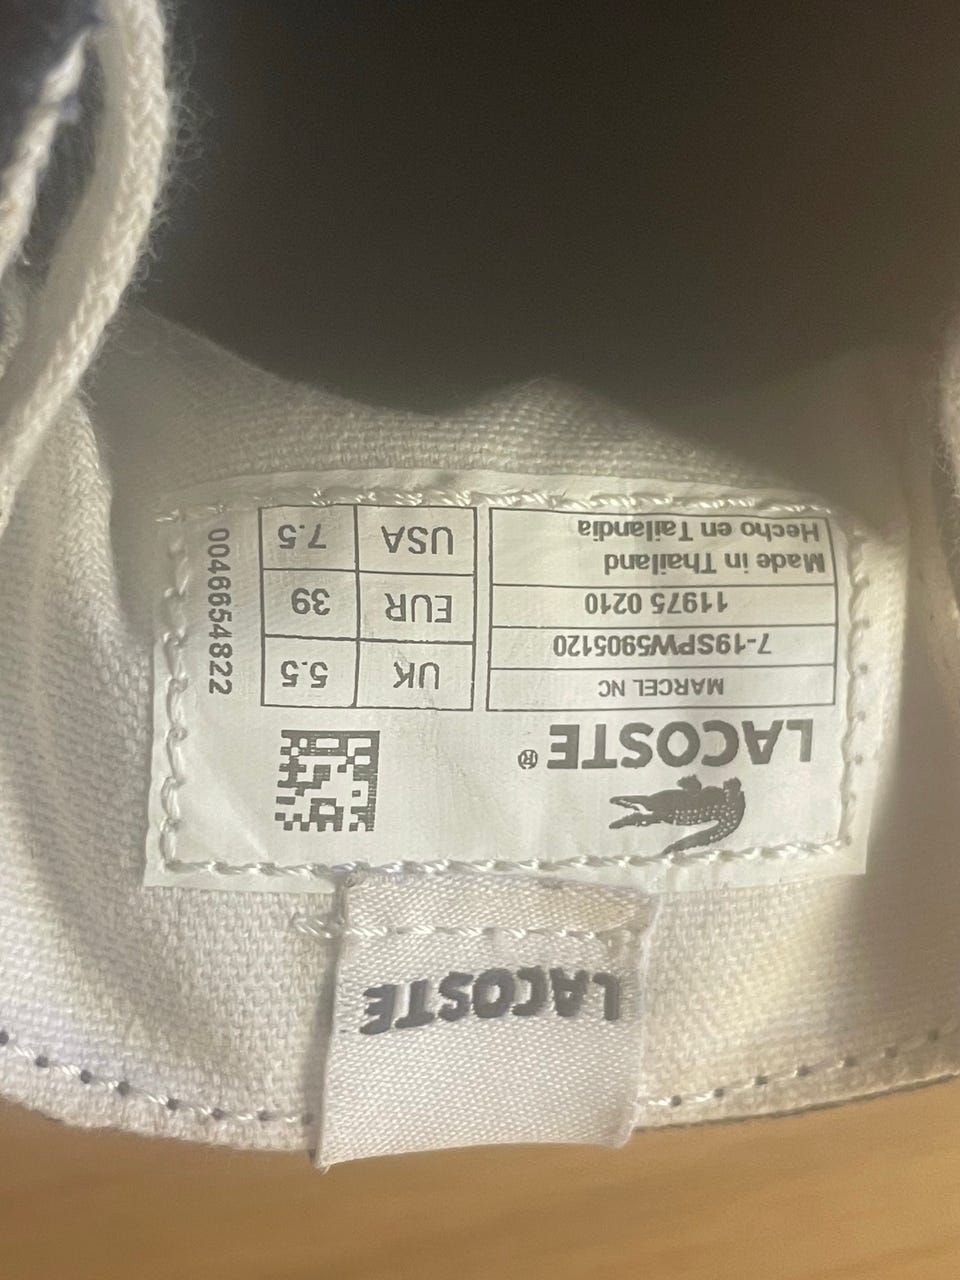 LACOSTE
LACOSTE®
MARCEL NC
7-19SPW5905120
11975 0210
Made in Thailand
Hecho en Tailandia
UK 5.5
EUR 39
USA 7.5
0046654822